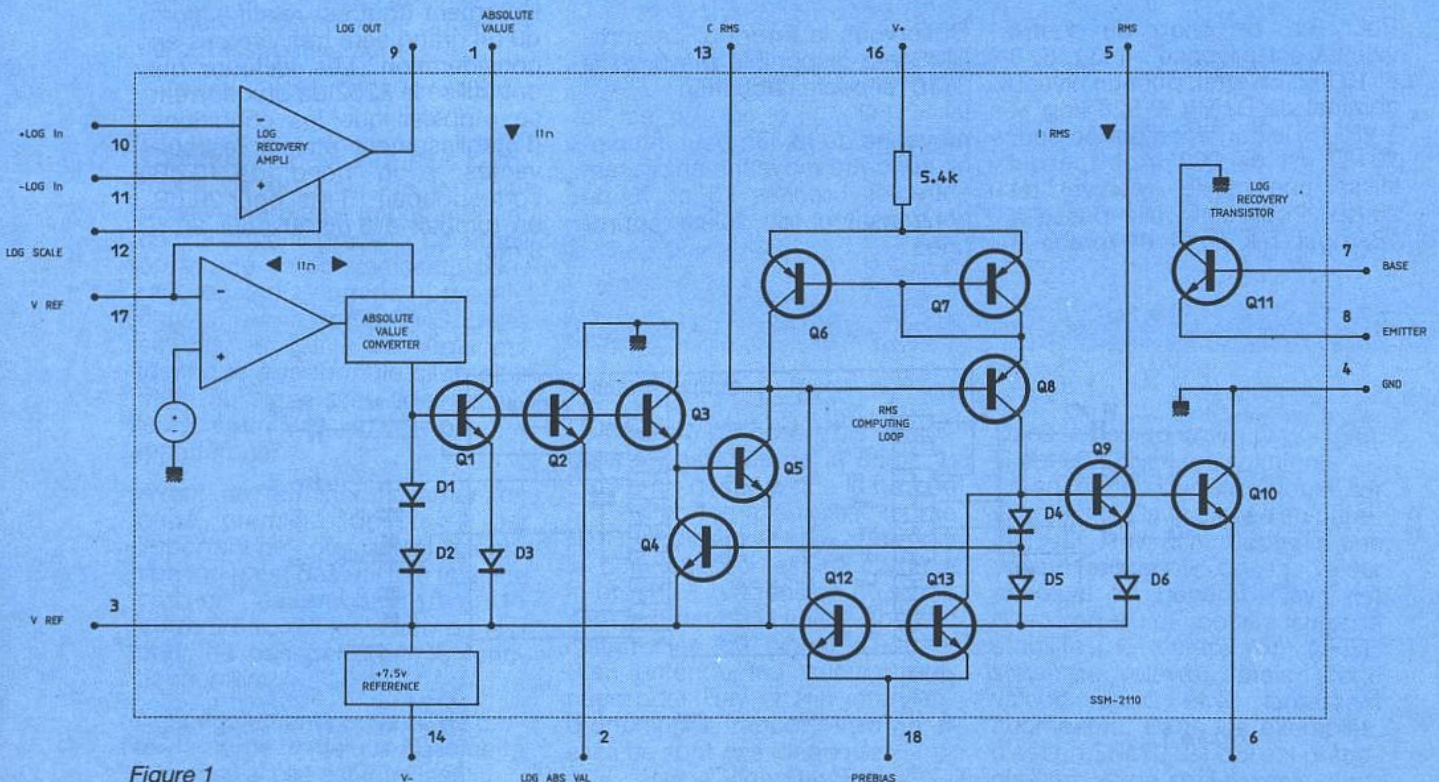 LOG OUT
ABSOLUTE
VALUE
C RMS
V+
RMS
9
1
13
16
5
+LOG In
10
LOG
RECOVERY
AMPLI
-
+
-LOG In
11
LOG SCALE
12
V REF
17
IIn
IIn
I RMS
5.4k
LOG
RECOVERY
TRANSISTOR
7
BASE
Q11
8
EMITTER
4
GND
-
+
ABSOLUTE
VALUE
CONVERTER
+
-
Q6
Q7
Q8
RMS
COMPUTING
LOOP
Q1
Q2
Q3
Q5
Q9
Q10
D1
D4
Q4
D2
D3
Q12
Q13
D5
D6
3
V REF
+7.5v
REFERENCE
SSM-2110
14
2
18
6
Figure 1
V-
LOG ABS VAL
PREBIAS